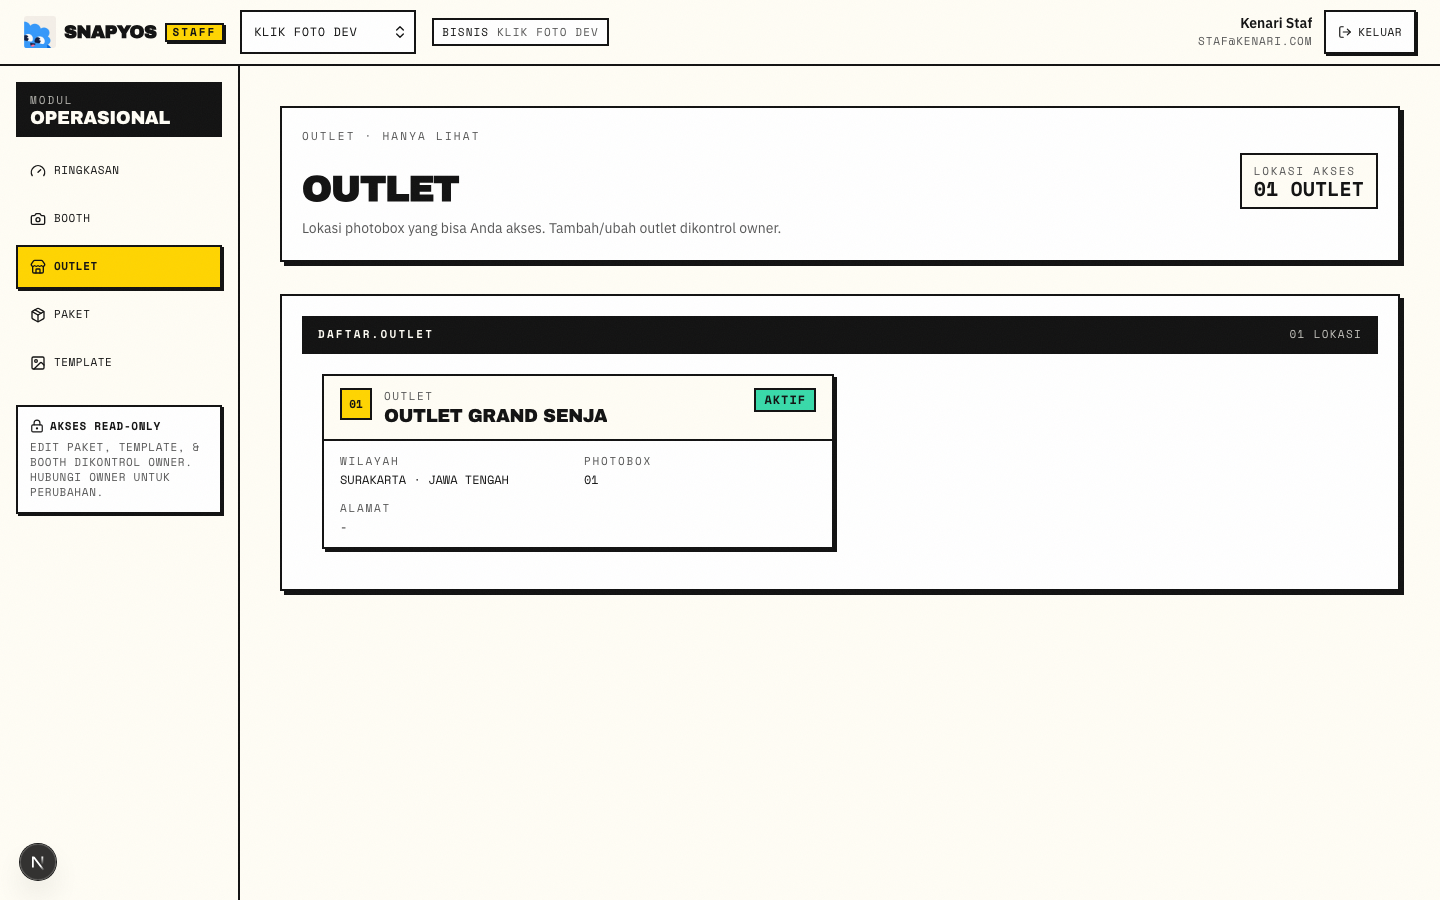 SNAPYOS
STAFF
KLIK FOTO DEV
BISNIS KLIK FOTO DEV
Kenari Staf
STAF@KENARI.COM
KELUAR
MODUL
OPERASIONAL
RINGKASAN
BOOTH
OUTLET
PAKET
TEMPLATE
AKSES READ-ONLY
EDIT PAKET, TEMPLATE, &
BOOTH DIKONTROL OWNER.
HUBUNGI OWNER UNTUK
PERUBAHAN.
OUTLET · HANYA LIHAT
OUTLET
Lokasi photobox yang bisa Anda akses. Tambah/ubah outlet dikontrol owner.
LOKASI AKSES
01 OUTLET
DAFTAR.OUTLET
01 LOKASI
01
OUTLET
OUTLET GRAND SENJA
AKTIF
WILAYAH
SURAKARTA · JAWA TENGAH
PHOTOBOX
01
ALAMAT
-
N